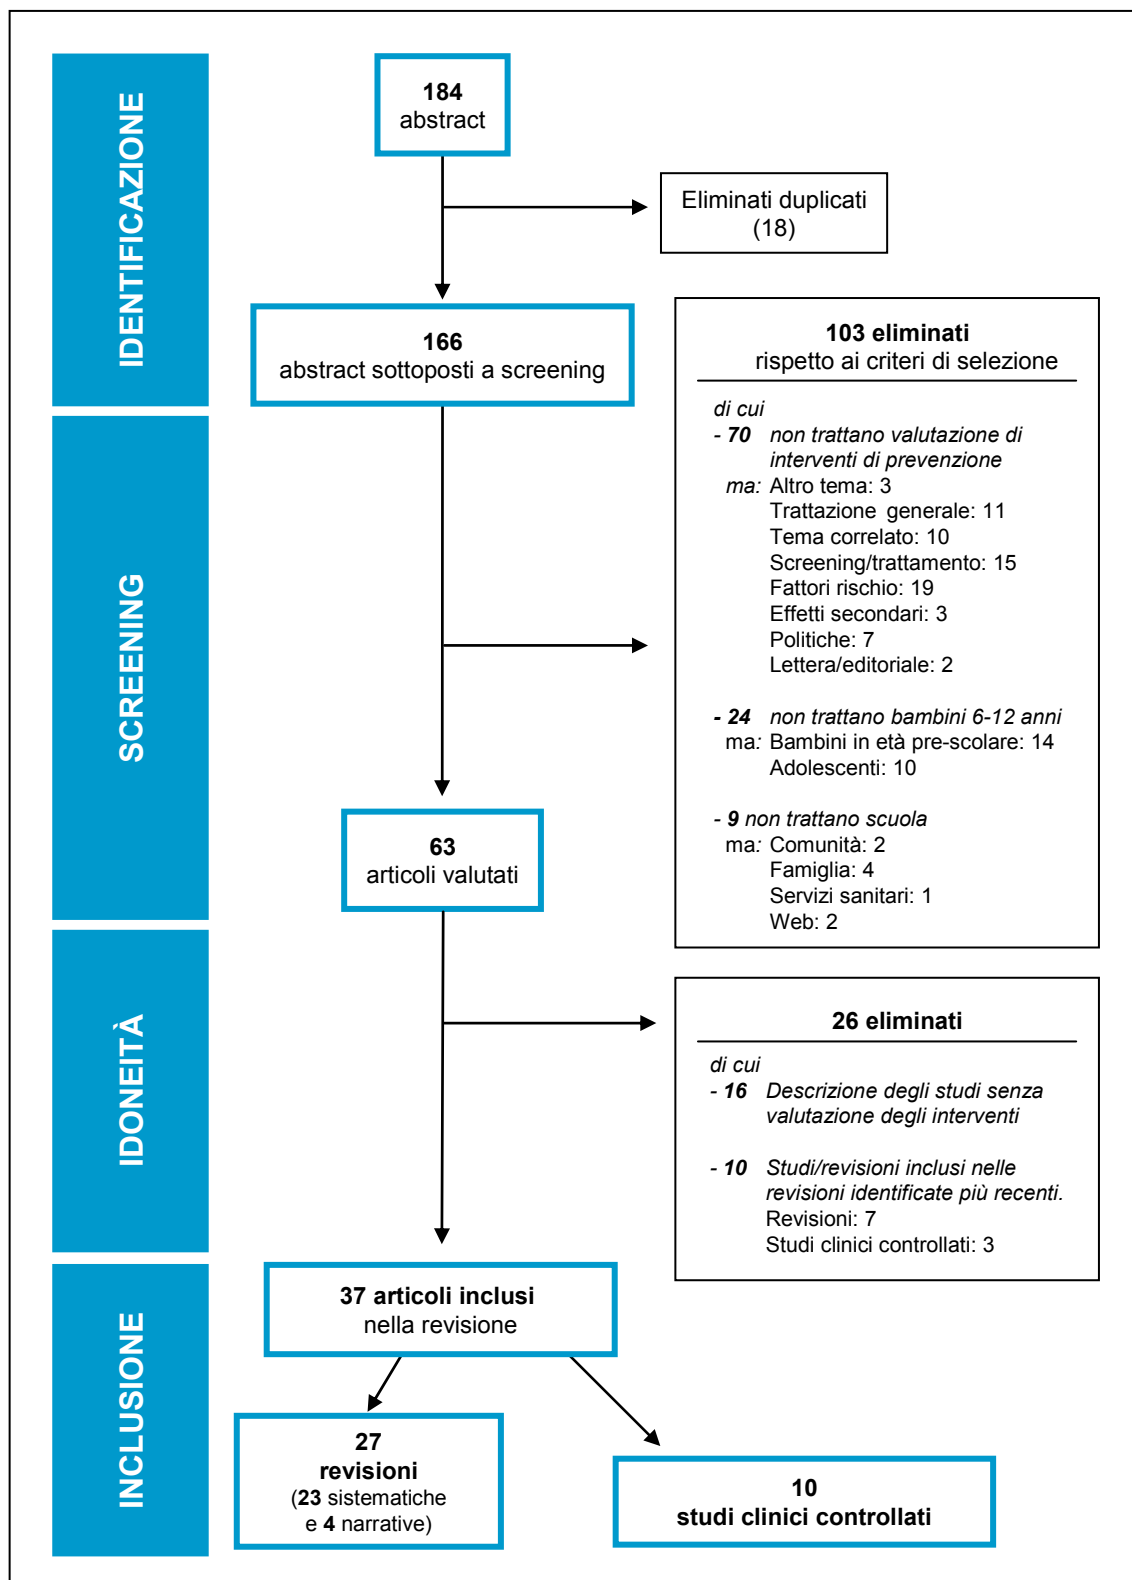 IDENTIFICAZIONE
184
abstract
Eliminati duplicati
(18)
166
abstract sottoposti a screening
SCREENING
103 eliminati
rispetto ai criteri di selezione
di cui
- 70 non trattano valutazione di
interventi di prevenzione
ma: Altro tema: 3
Trattazione generale: 11
Tema correlato: 10
Screening/trattamento: 15
Fattori rischio: 19
Effetti secondari: 3
Politiche: 7
Lettera/editoriale: 2
- 24 non trattano bambini 6-12 anni
ma: Bambini in età pre-scolare: 14
Adolescenti: 10
- 9 non trattano scuola
ma: Comunità: 2
Famiglia: 4
Servizi sanitari: 1
Web: 2
63
articoli valutati
IDONEITÀ
26 eliminati
di cui
- 16 Descrizione degli studi senza
valutazione degli interventi
- 10 Studi/revisioni inclusi nelle
revisioni identificate più recenti.
Revisioni: 7
Studi clinici controllati: 3
INCLUSIONE
37 articoli inclusi
nella revisione
27
revisioni
(23 sistematiche
e 4 narrative)
10
studi clinici controllati